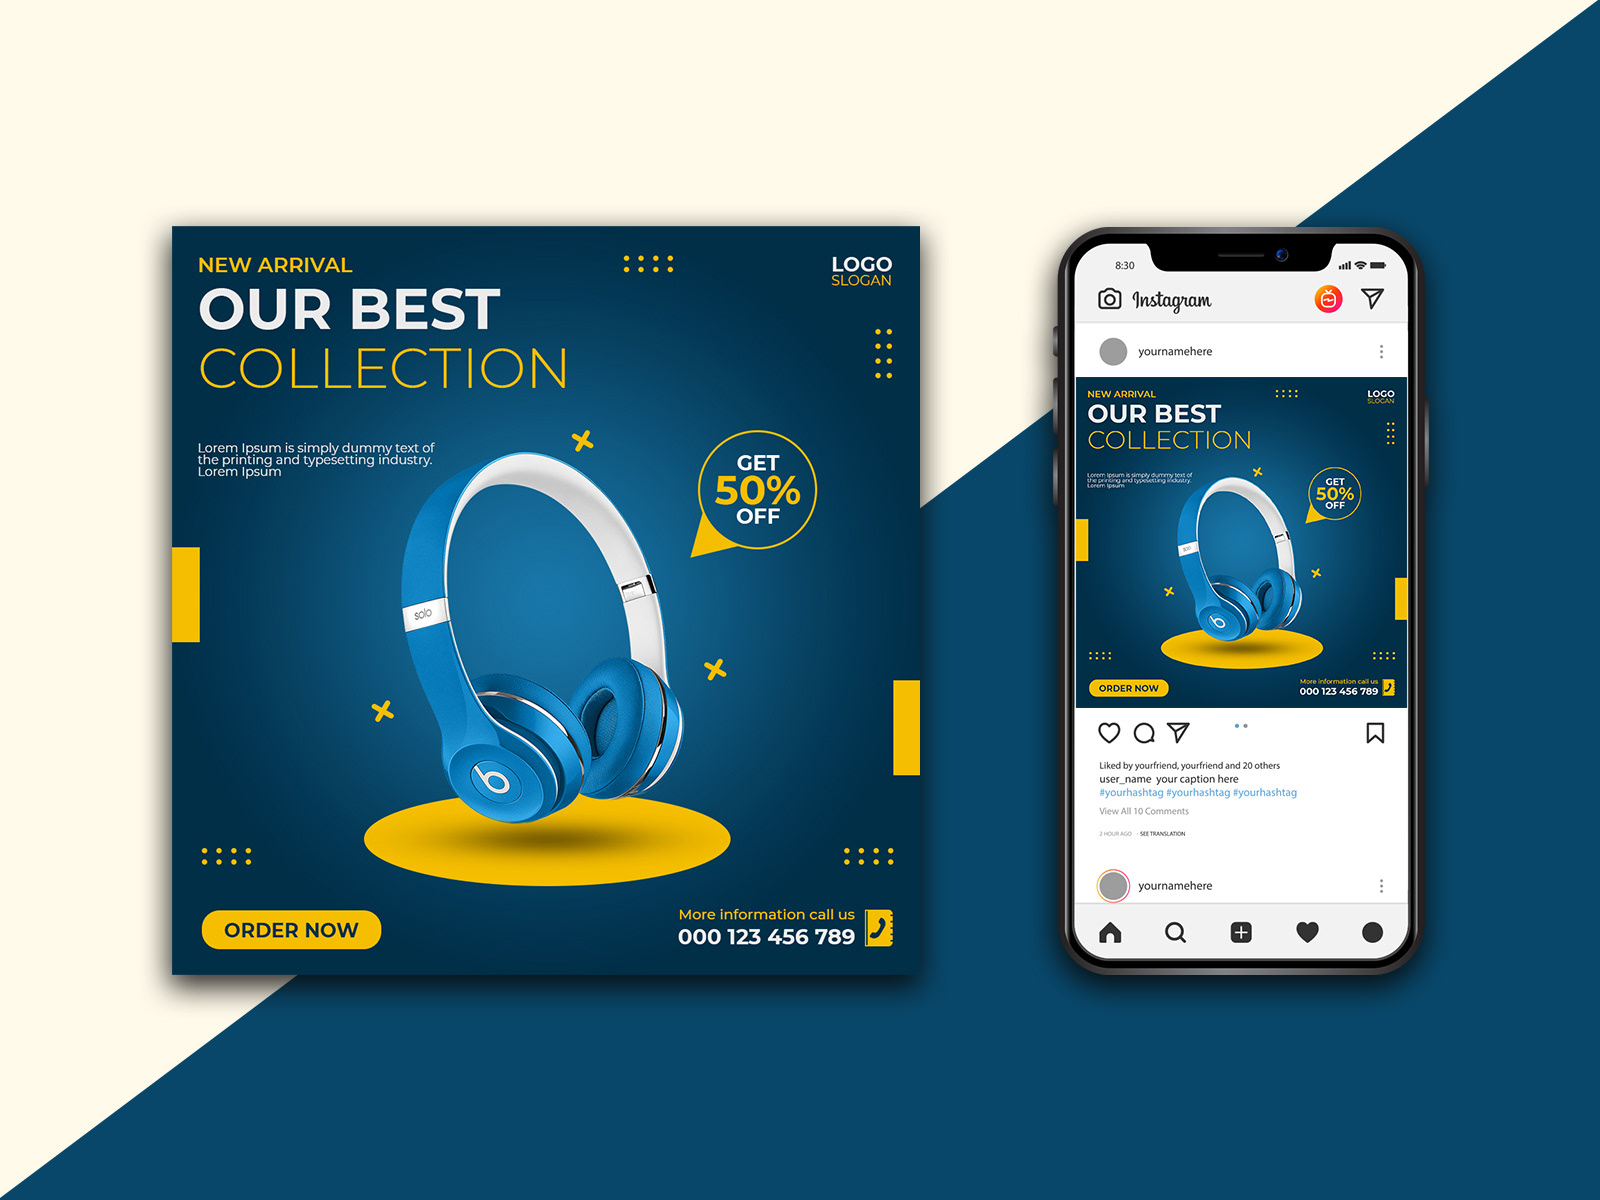 NEW ARRIVAL
OUR BEST
COLLECTION
LOGO
SLOGAN
Lorem Ipsum is simply dummy text of
the printing and typesetting industry.
Lorem Ipsum
GET
50%
OFF
solo
b
ORDER NOW
More information call us
000 123 456 789
8:30
Instagram
yournamehere
NEW ARRIVAL
OUR BEST
COLLECTION
LOGO
SLOGAN
Lorem Ipsum is simply dummy text of
the printing and typesetting industry.
Lorem Ipsum
GET
50%
OFF
solo
b
ORDER NOW
More information call us
000 123 456 789
Liked by yourfriend, yourfriend and 20 others
user_name your caption here
#yourhashtag #yourhashtag #yourhashtag
View All 10 Comments
2 HOUR AGO · SEE TRANSLATION
yournamehere